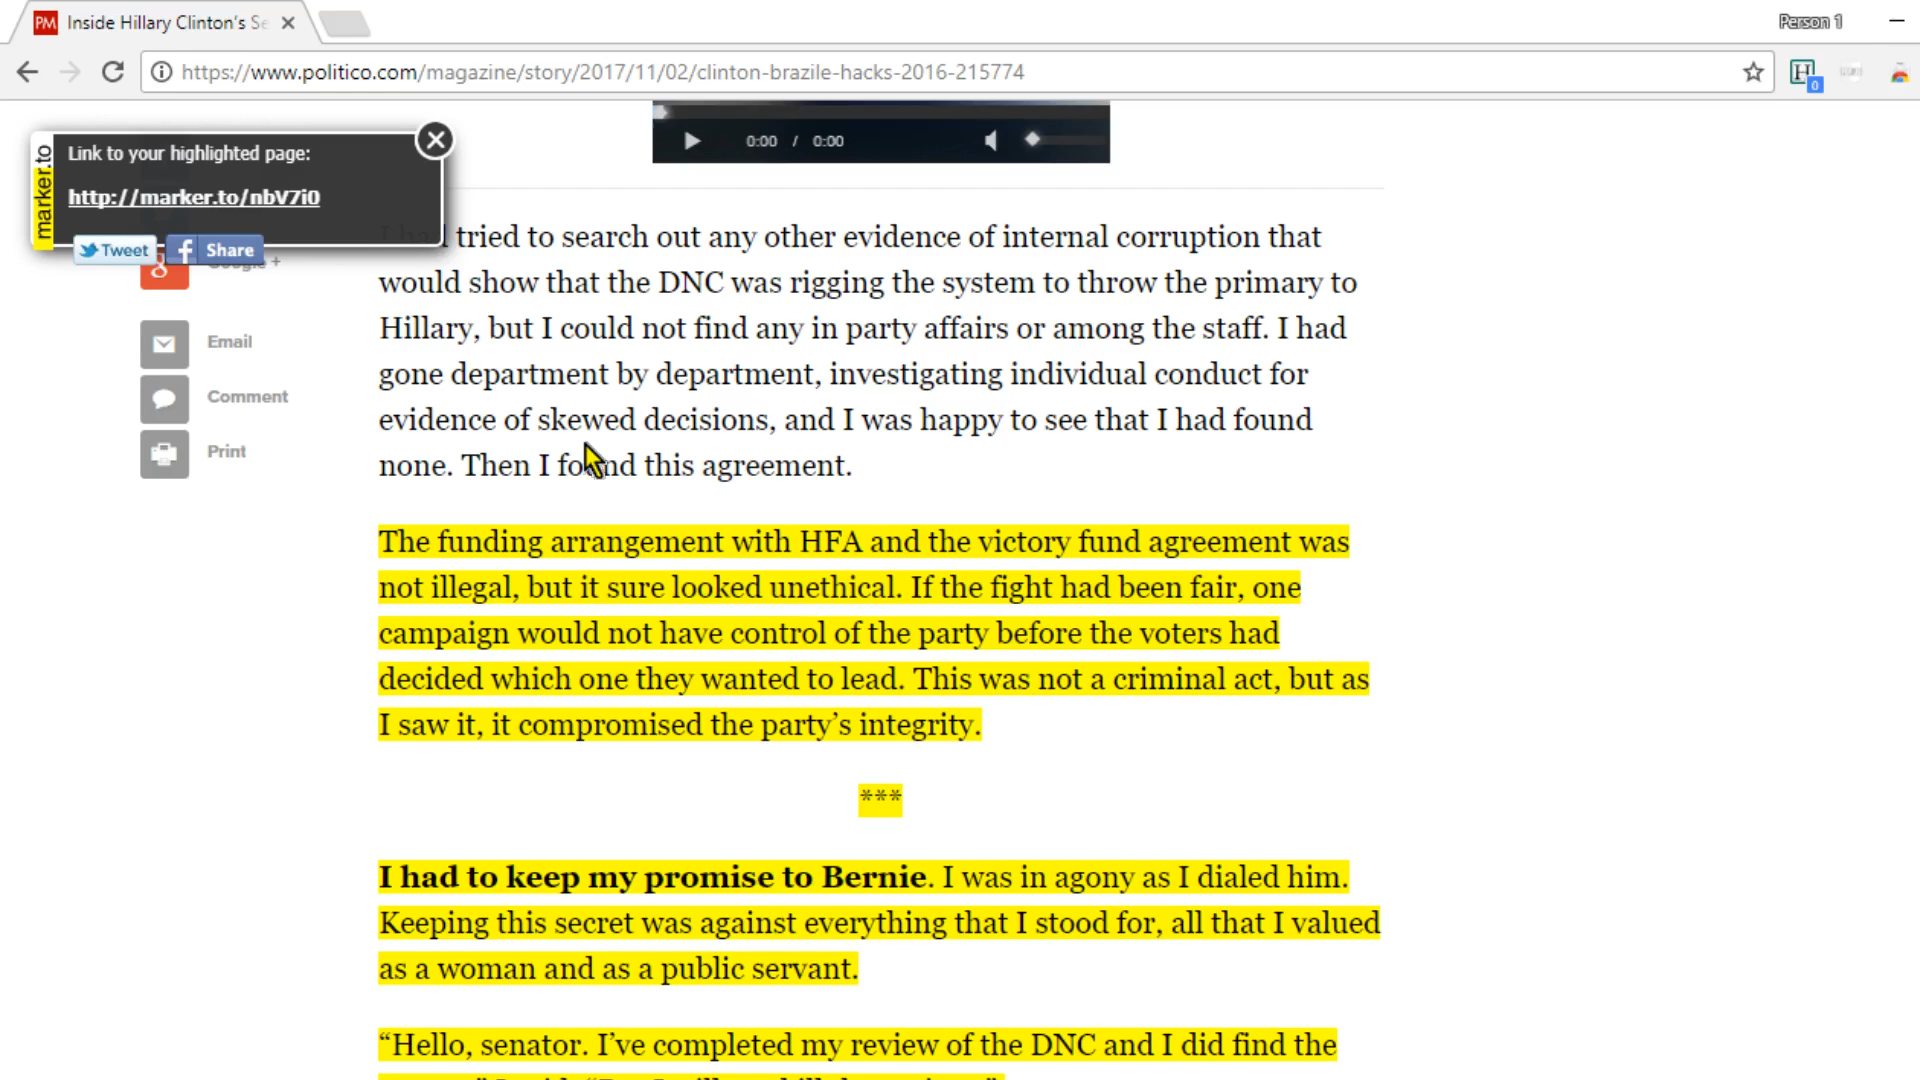 PM Inside Hillary Clinton's Se
Person 1
https://www.politico.com/magazine/story/2017/11/02/clinton-brazile-hacks-2016-215774
H 0
0:00 / 0:00
marker.to
Link to your highlighted page:
http://marker.to/nbV7i0
Tweet
f Share
g Google +
Email
Comment
Print
I had tried to search out any other evidence of internal corruption that
would show that the DNC was rigging the system to throw the primary to
Hillary, but I could not find any in party affairs or among the staff. I had
gone department by department, investigating individual conduct for
evidence of skewed decisions, and I was happy to see that I had found
none. Then I found this agreement.
The funding arrangement with HFA and the victory fund agreement was
not illegal, but it sure looked unethical. If the fight had been fair, one
campaign would not have control of the party before the voters had
decided which one they wanted to lead. This was not a criminal act, but as
I saw it, it compromised the party’s integrity.
***
I had to keep my promise to Bernie. I was in agony as I dialed him.
Keeping this secret was against everything that I stood for, all that I valued
as a woman and as a public servant.
“Hello, senator. I’ve completed my review of the DNC and I did find the